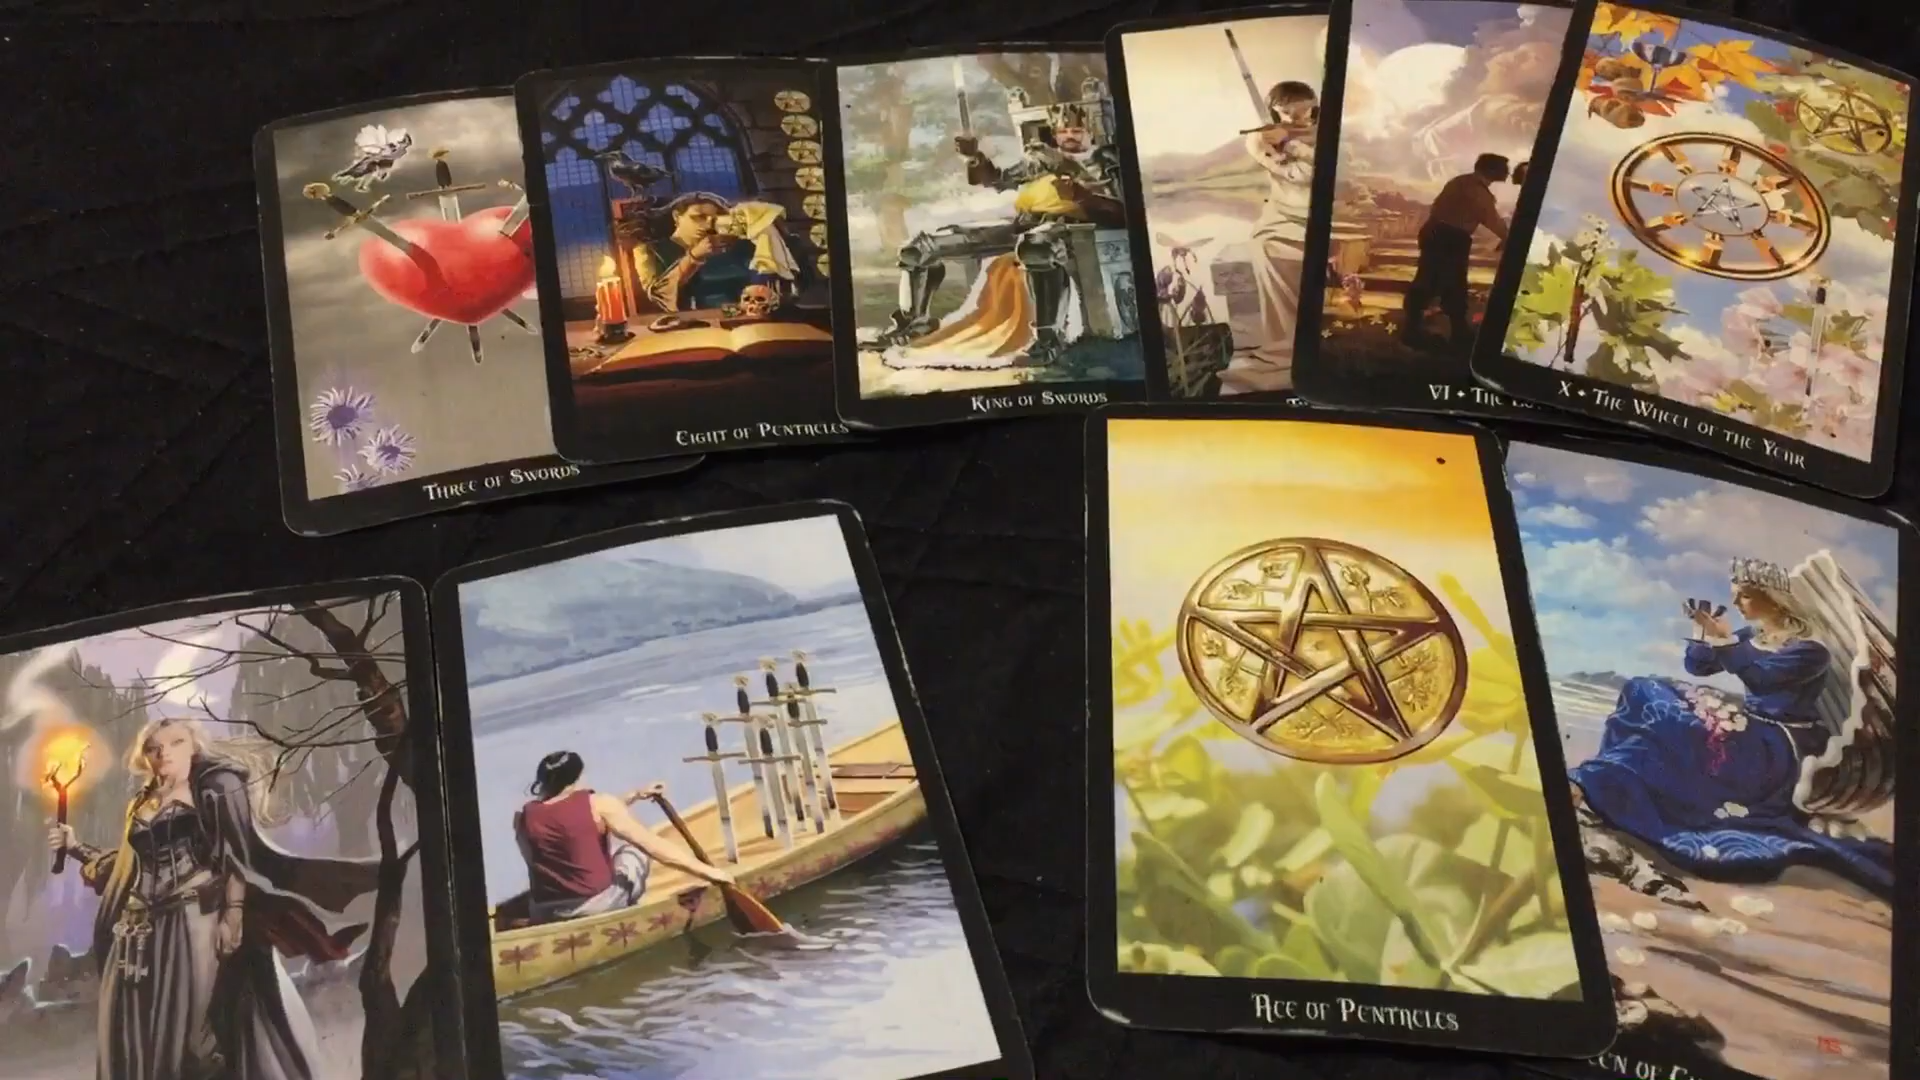 THREE OF SWORDS
EIGHT OF PENTACLES
KING OF SWORDS
VI • THE
X • THE WHEEL OF THE YEAR
ACE OF PENTACLES
OF